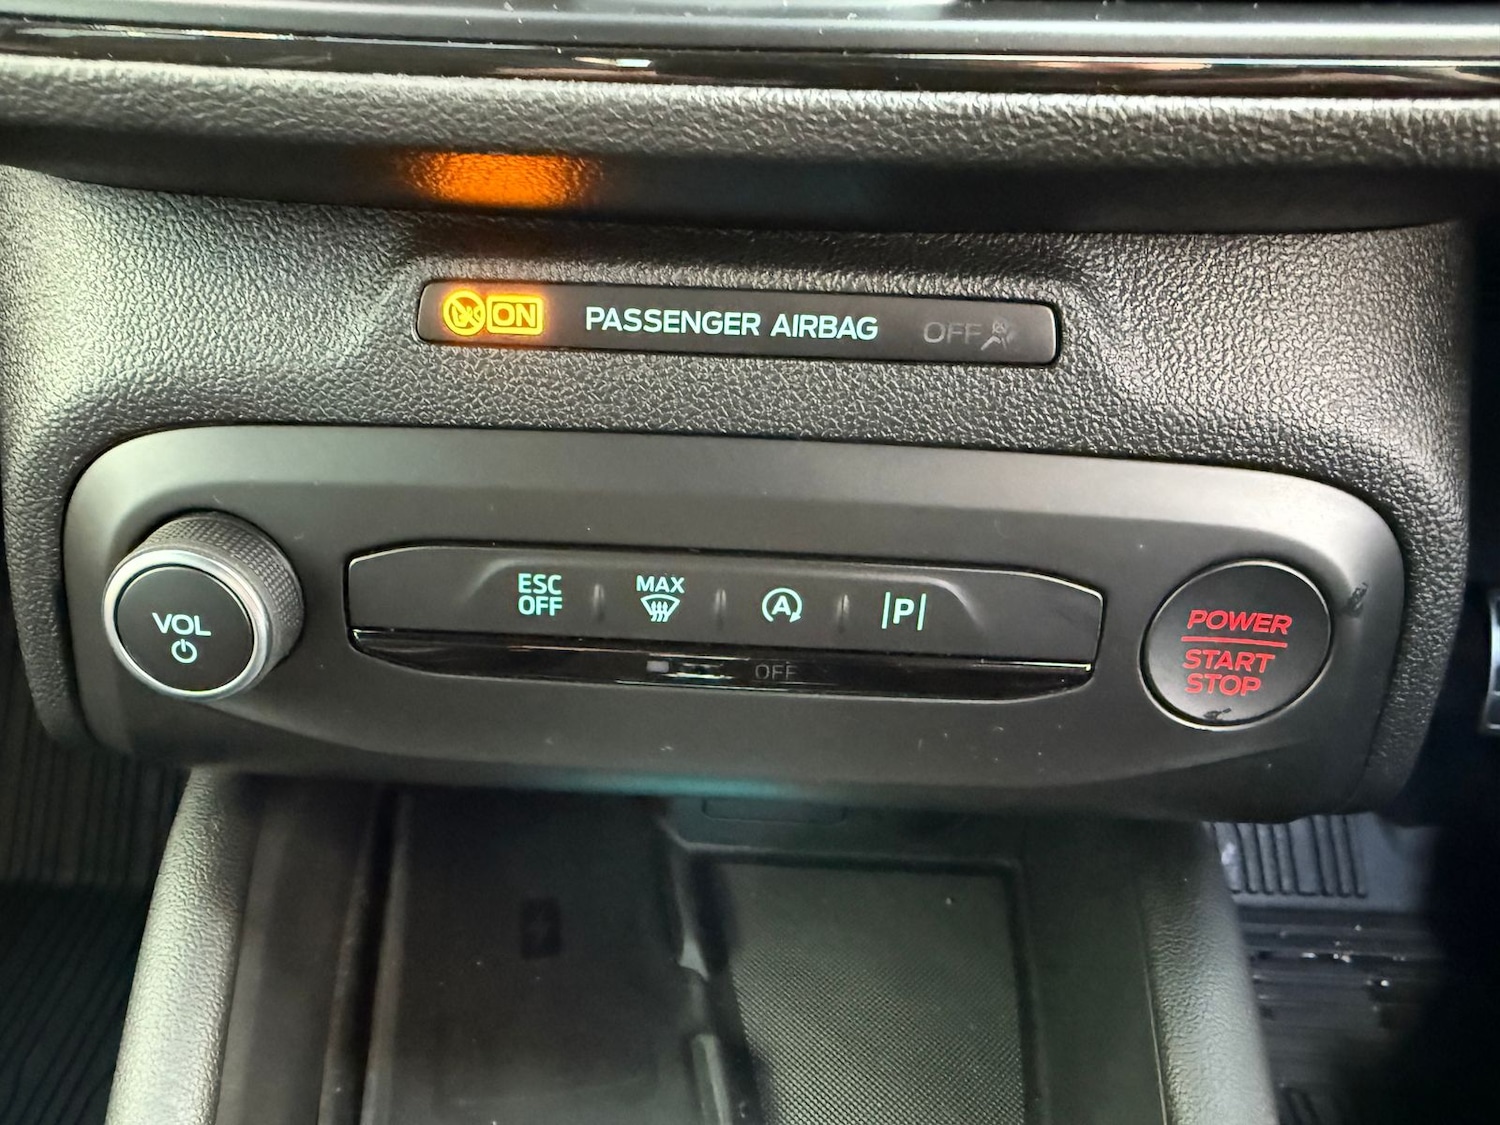 ON PASSENGER AIRBAG OFF
VOL
ESC
OFF
MAX
A
P
OFF
POWER
START
STOP